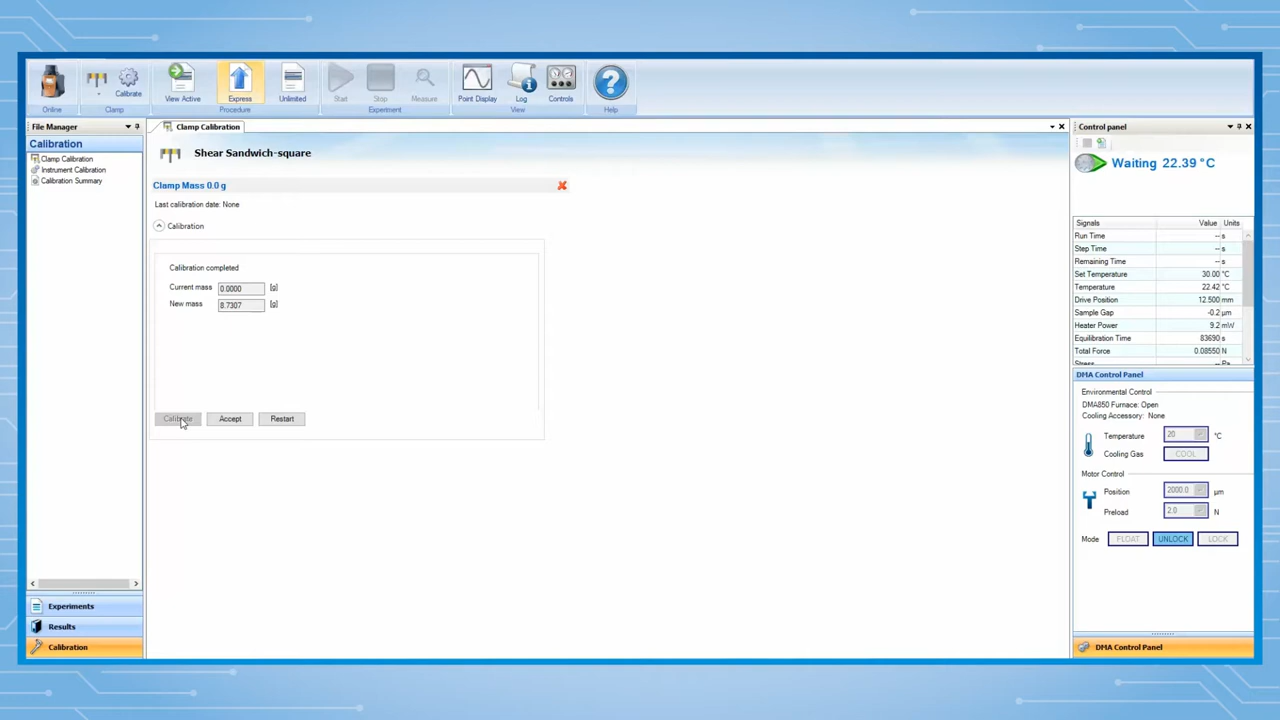 Online
Clamp
Calibrate
View Active
Express
Unlimited
Procedure
Start
Stop
Measure
Experiment
Point Display
Log
Controls
View
Help
File Manager
Calibration
Clamp Calibration
Instrument Calibration
Calibration Summary
Experiments
Results
Calibration
Clamp Calibration
Shear Sandwich-square
Clamp Mass 0.0 g
Last calibration date: None
Calibration
Calibration completed
Current mass 0.0000 [g]
New mass 8.7307 [g]
Calibrate Accept Restart
Control panel
Waiting 22.39 °C
Signals Value Units
Run Time -- s
Step Time -- s
Remaining Time -- s
Set Temperature 30.00 °C
Temperature 22.42 °C
Drive Position 12.500 mm
Sample Gap -0.2 µm
Heater Power 9.2 mW
Equilibration Time 83690 s
Total Force 0.08550 N
Stress -- Pa
DMA Control Panel
Environmental Control
DMA850 Furnace: Open
Cooling Accessory: None
Temperature 20 °C
Cooling Gas COOL
Motor Control
Position 2000.0 µm
Preload 2.0 N
Mode FLOAT UNLOCK LOCK
DMA Control Panel